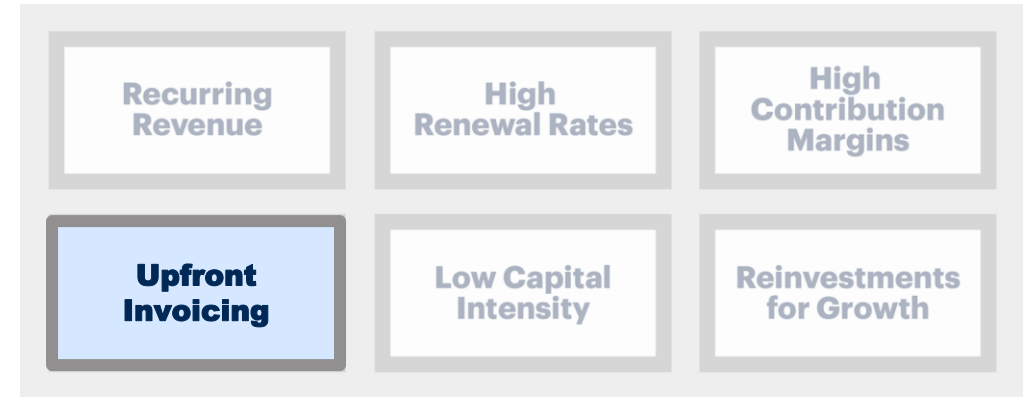 Recurring
Revenue
High
Renewal Rates
High
Contribution
Margins
Upfront
Invoicing
Low Capital
Intensity
Reinvestments
for Growth